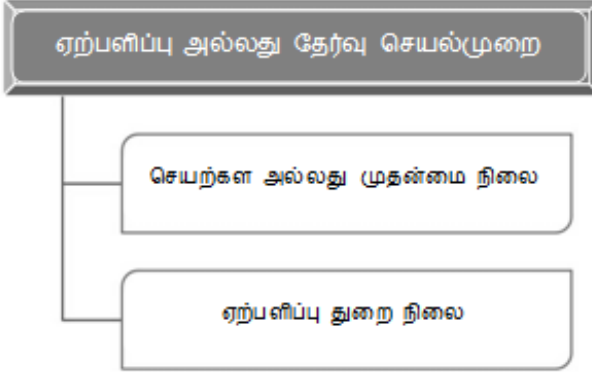 ஏற்பளிப்பு அல்லது தேர்வு செயல்முறை
செயற்கள அல்லது முதன்மை நிலை
ஏற்பளிப்பு துறை நிலை